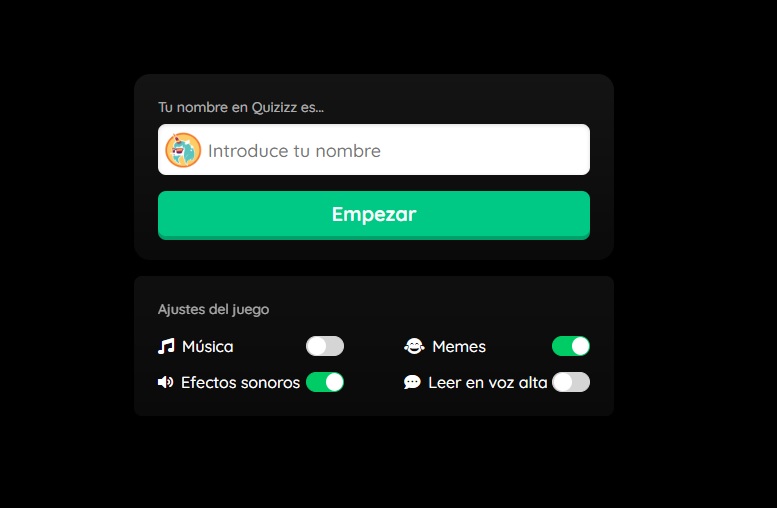 Tu nombre en Quizizz es...
Introduce tu nombre
Empezar
Ajustes del juego
Música
Memes
Efectos sonoros
Leer en voz alta